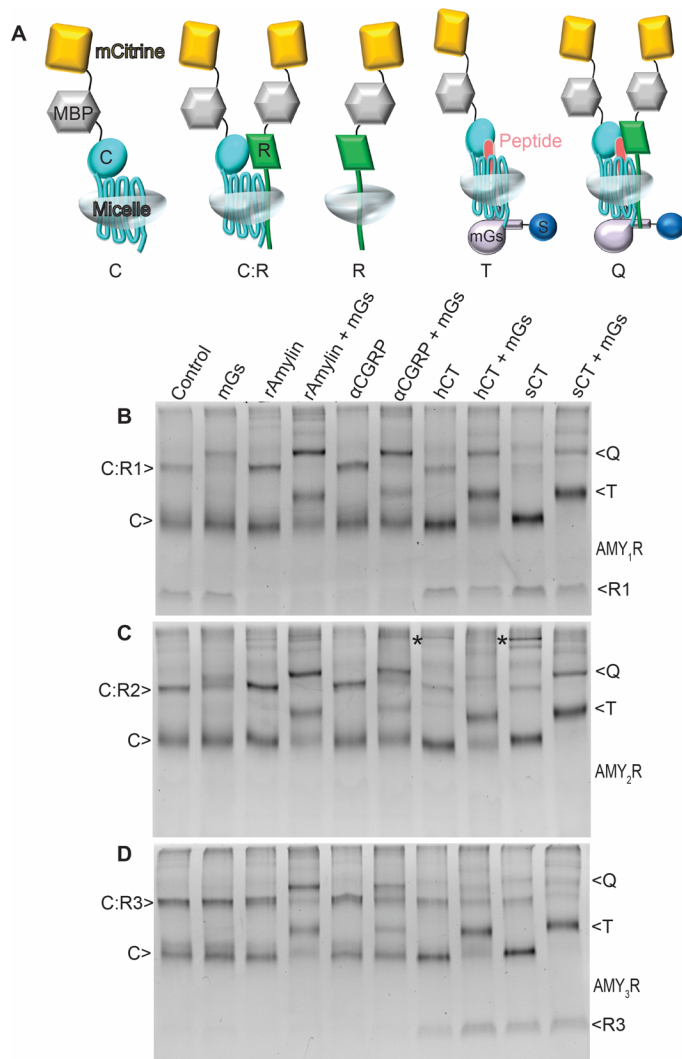 A
mCitrine
MBP
C
R
Peptide
Micelle
mGs
S
C
C:R
R
T
Q
Control
mGs
rAmylin
rAmylin + mGs
αCGRP
αCGRP + mGs
hCT
hCT + mGs
sCT
sCT + mGs
B
<Q
C:R1>
<T
C>
AMY₁R
<R1
C
*
*
<Q
C:R2>
<T
C>
AMY₂R
D
<Q
C:R3>
<T
C>
AMY₃R
<R3